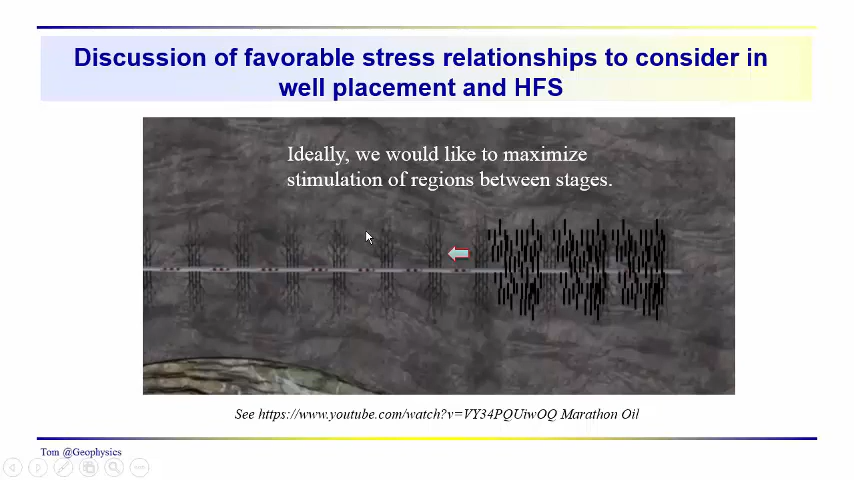 Discussion of favorable stress relationships to consider in
well placement and HFS
Ideally, we would like to maximize
stimulation of regions between stages.
See https://www.youtube.com/watch?v=VY34PQUiwOQ Marathon Oil
Tom @Geophysics